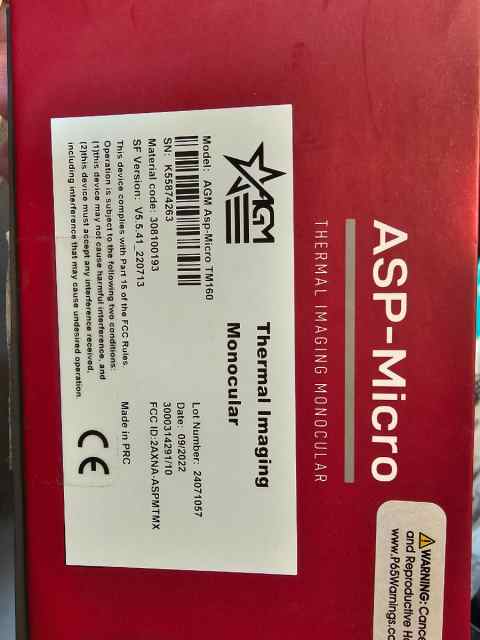 ASP-Micro
THERMAL IMAGING MONOCULAR
AGM
Thermal Imaging
Monocular
Model: AGM Asp-Micro TM160
SN: K55874263
Material code: 308100193
SF Version: V5.5.41_220713
Lot Number: 24071057
Date: 09/2022
3000314291/10
FCC ID:2AXNA-ASPMTMX
This device complies with Part 15 of the FCC Rules.
Operation is subject to the following two conditions:
(1)this device may not cause harmful interference, and
(2)this device must accept any interference received,
including interference that may cause undesired operation.
Made in PRC
CE
WARNING: Cance
and Reproductive Ha
www.P65Warnings.ca